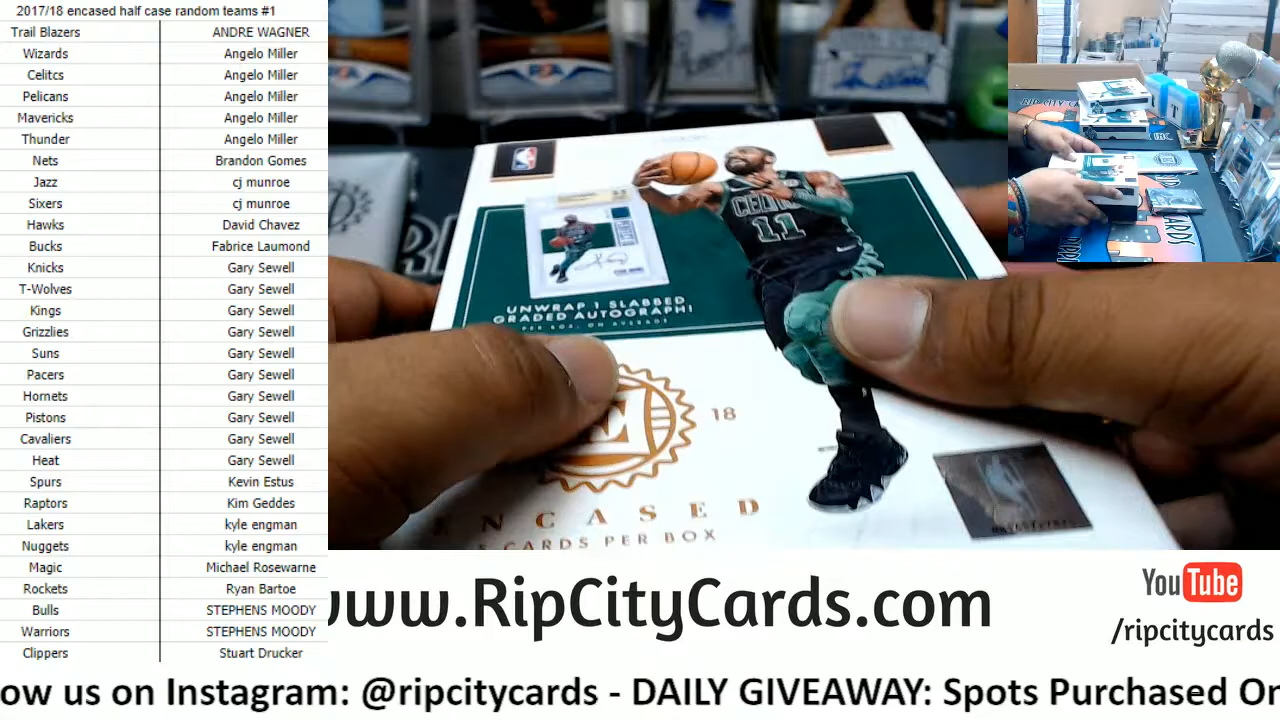 2017/18 encased half case random teams #1
Trail Blazers ANDRE WAGNER
Wizards Angelo Miller
Celitcs Angelo Miller
Pelicans Angelo Miller
Mavericks Angelo Miller
Thunder Angelo Miller
Nets Brandon Gomes
Jazz cj munroe
Sixers cj munroe
Hawks David Chavez
Bucks Fabrice Laumond
Knicks Gary Sewell
T-Wolves Gary Sewell
Kings Gary Sewell
Grizzlies Gary Sewell
Suns Gary Sewell
Pacers Gary Sewell
Hornets Gary Sewell
Pistons Gary Sewell
Cavaliers Gary Sewell
Heat Gary Sewell
Spurs Kevin Estus
Raptors Kim Geddes
Lakers kyle engman
Nuggets kyle engman
Magic Michael Rosewarne
Rockets Ryan Bartoe
Bulls STEPHENS MOODY
Warriors STEPHENS MOODY
Clippers Stuart Drucker
CELTICS
11
UNWRAP 1 SLABBED
GRADED AUTOGRAPH!
PER BOX, ON AVERAGE
E
18
ENCASED
CARDS PER BOX
www.RipCityCards.com
YouTube
/ripcitycards
ow us on Instagram: @ripcitycards - DAILY GIVEAWAY: Spots Purchased On